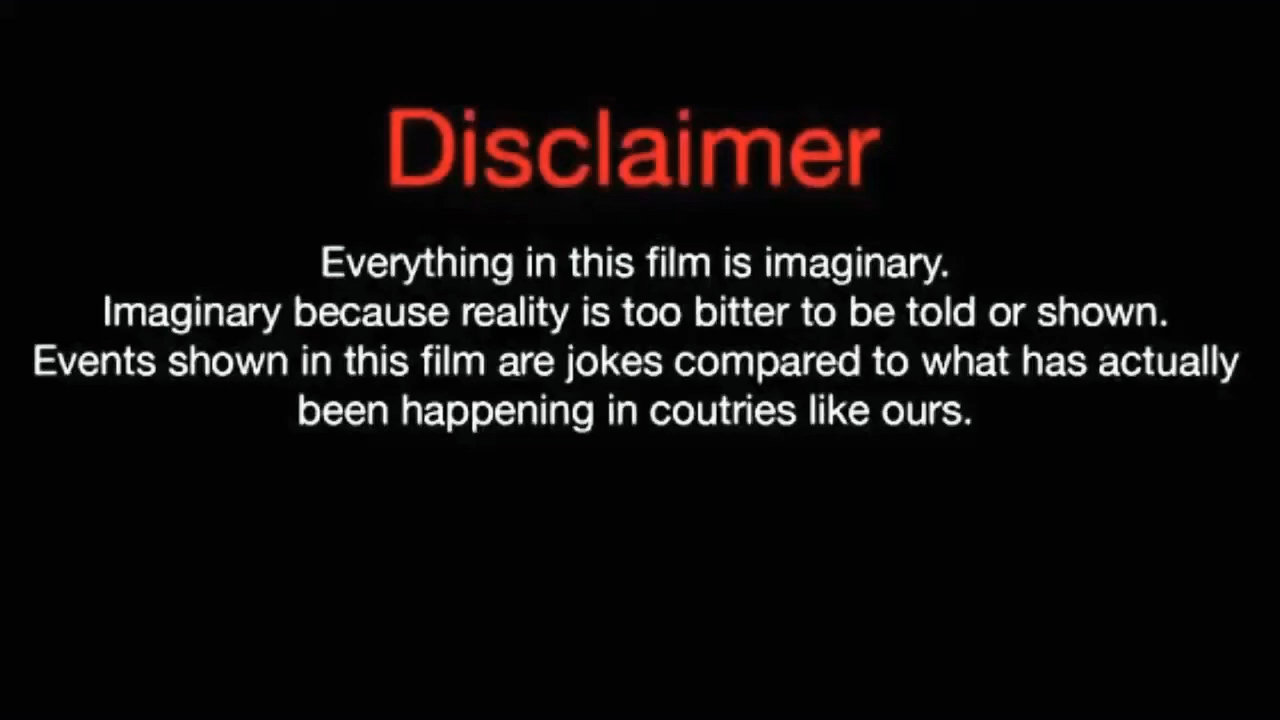 Disclaimer
Everything in this film is imaginary.
Imaginary because reality is too bitter to be told or shown.
Events shown in this film are jokes compared to what has actually
been happening in coutries like ours.